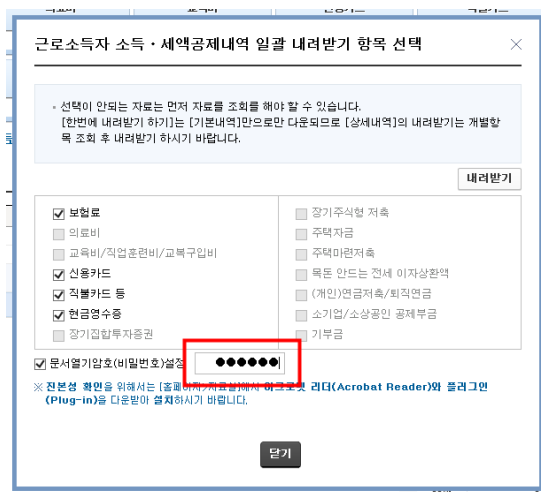 근로소득자 소득·세액공제내역 일괄 내려받기 항목 선택
선택이 안되는 자료는 먼저 자료를 조회를 해야 할 수 있습니다.
[한번에 내려받기 하기]는 [기본내역]만으로만 다운되므로 [상세내역]의 내려받기는 개별항
목 조회 후 내려받기 하시기 바랍니다.
내려받기
보험료
의료비
교육비/직업훈련비/교복구입비
신용카드
직불카드 등
현금영수증
장기집합투자증권
장기주식형 저축
주택자금
주택마련저축
목돈 안드는 전세 이자상환액
(개인)연금저축/퇴직연금
소기업/소상공인 공제부금
기부금
문서열기암호(비밀번호)설정 ●●●●●●
※ 진본성 확인을 위해서는 [홈페이지>자료실]에서 아크로벳 리더(Acrobat Reader)와 플러그인
(Plug-in)을 다운받아 설치하시기 바랍니다.
닫기